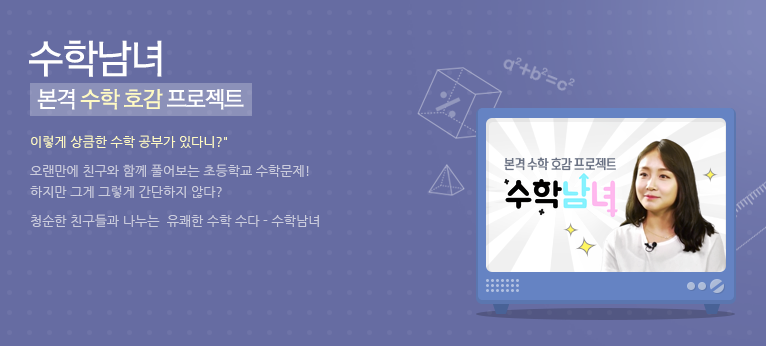 수학남녀
본격 수학 호감 프로젝트
이렇게 상큼한 수학 공부가 있다니?"
오랜만에 친구와 함께 풀어보는 초등학교 수학문제!
하지만 그게 그렇게 간단하지 않다?
청순한 친구들과 나누는 유쾌한 수학 수다 - 수학남녀
a²+b²=c²
본격 수학 호감 프로젝트
수학남녀